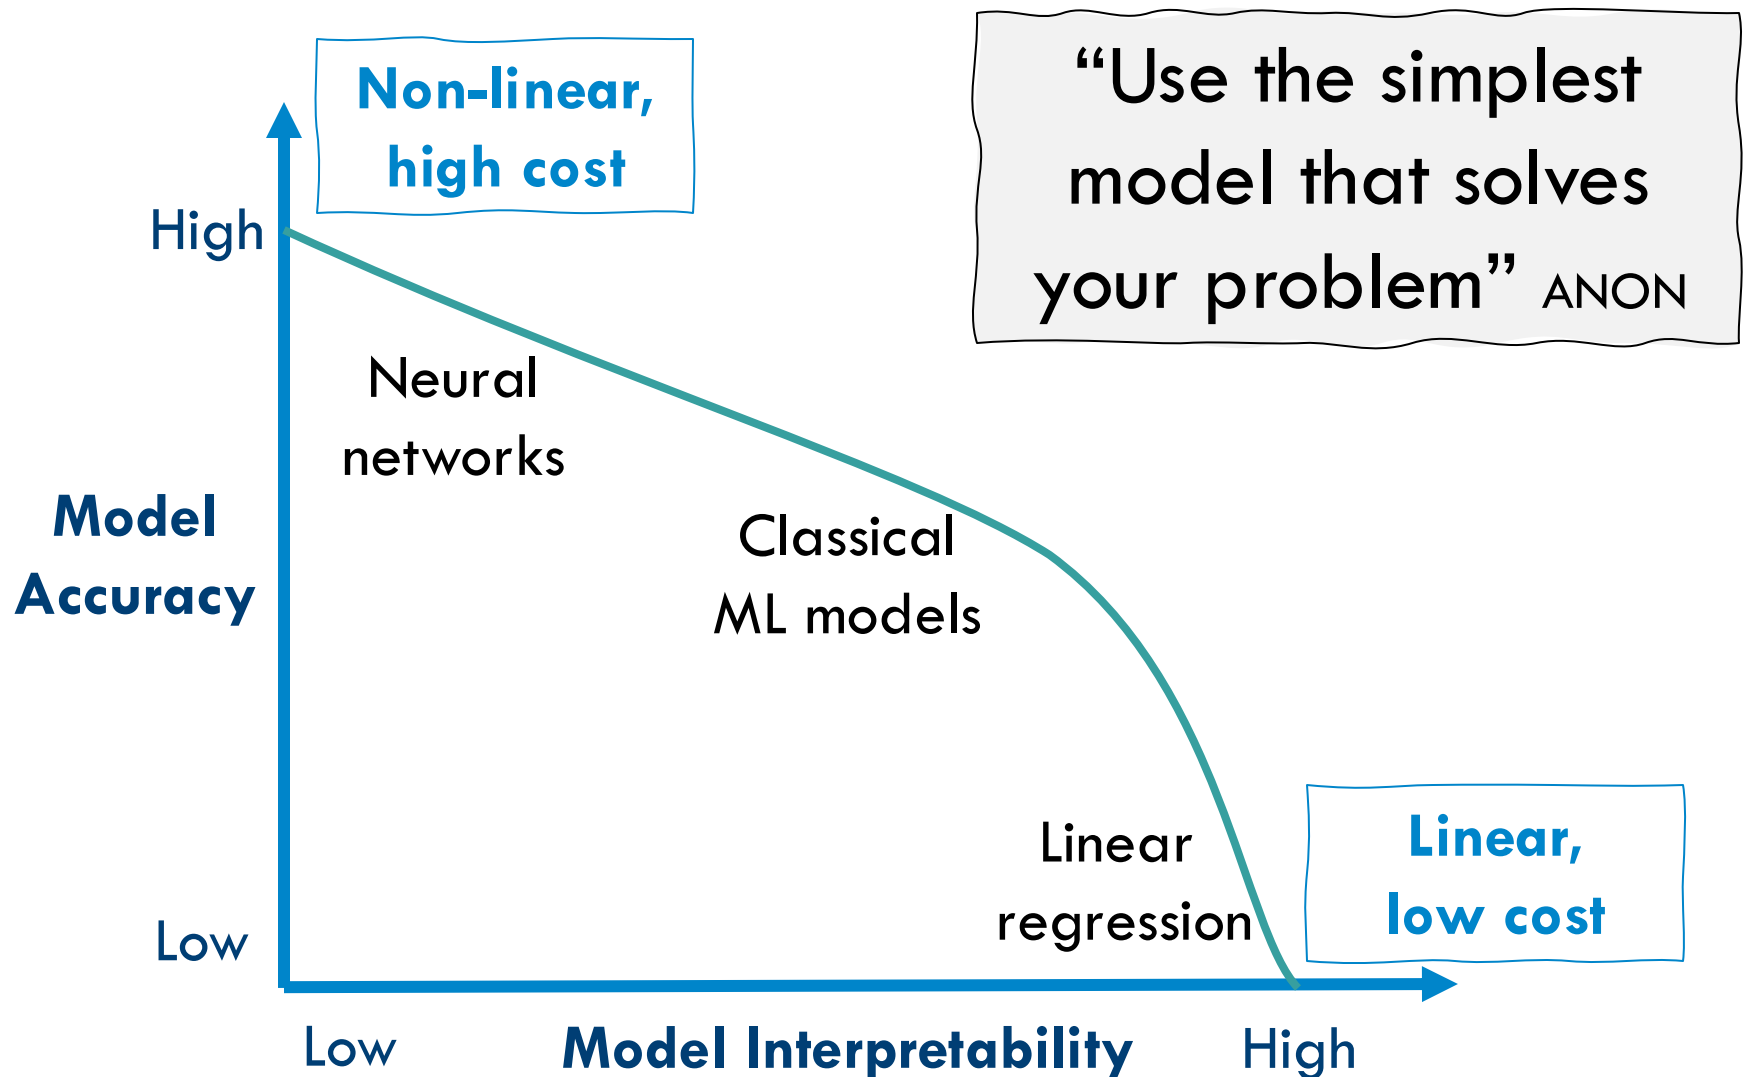 Non-linear,
high cost
“Use the simplest
model that solves
your problem” ANON
High
Neural
networks
Model
Accuracy
Classical
ML models
Linear
regression
Linear,
low cost
Low
Low
Model Interpretability
High